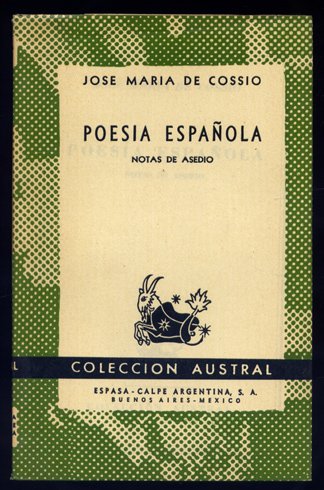 JOSE MARIA DE COSSIO
POESIA ESPAÑOLA
NOTAS DE ASEDIO
L COLECCION AUSTRAL
ESPASA-CALPE ARGENTINA, S. A.
BUENOS AIRES-MEXICO